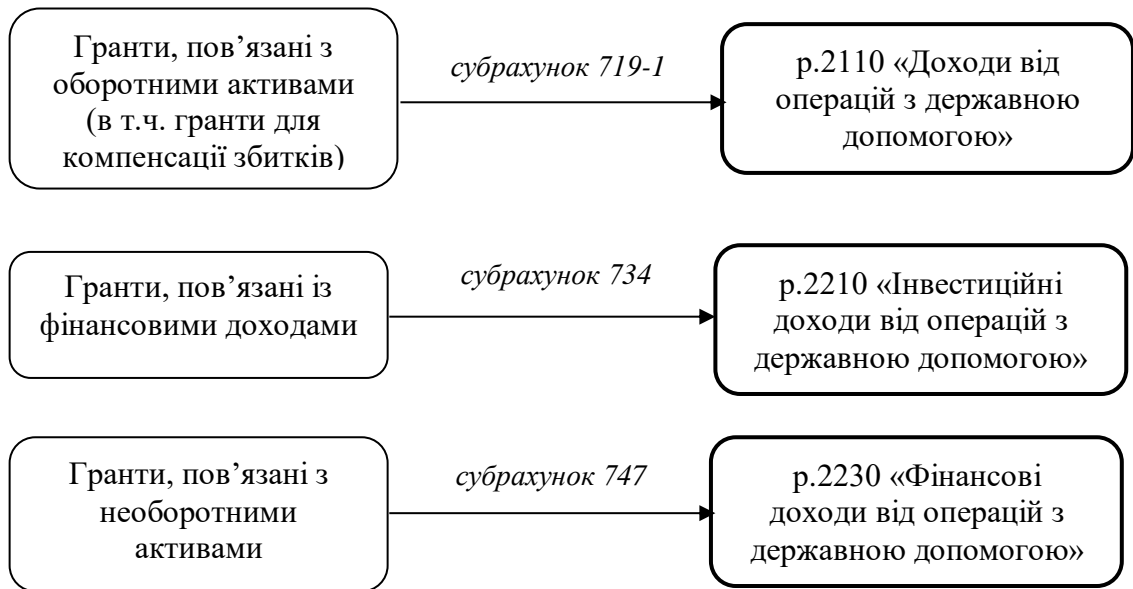 Гранти, пов’язані з
оборотними активами
(в т.ч. гранти для
компенсації збитків)
субрахунок 719-1
р.2110 «Доходи від
операцій з державною
допомогою»
Гранти, пов’язані із
фінансовими доходами
субрахунок 734
р.2210 «Інвестиційні
доходи від операцій з
державною допомогою»
Гранти, пов’язані з
необоротними
активами
субрахунок 747
р.2230 «Фінансові
доходи від операцій з
державною допомогою»